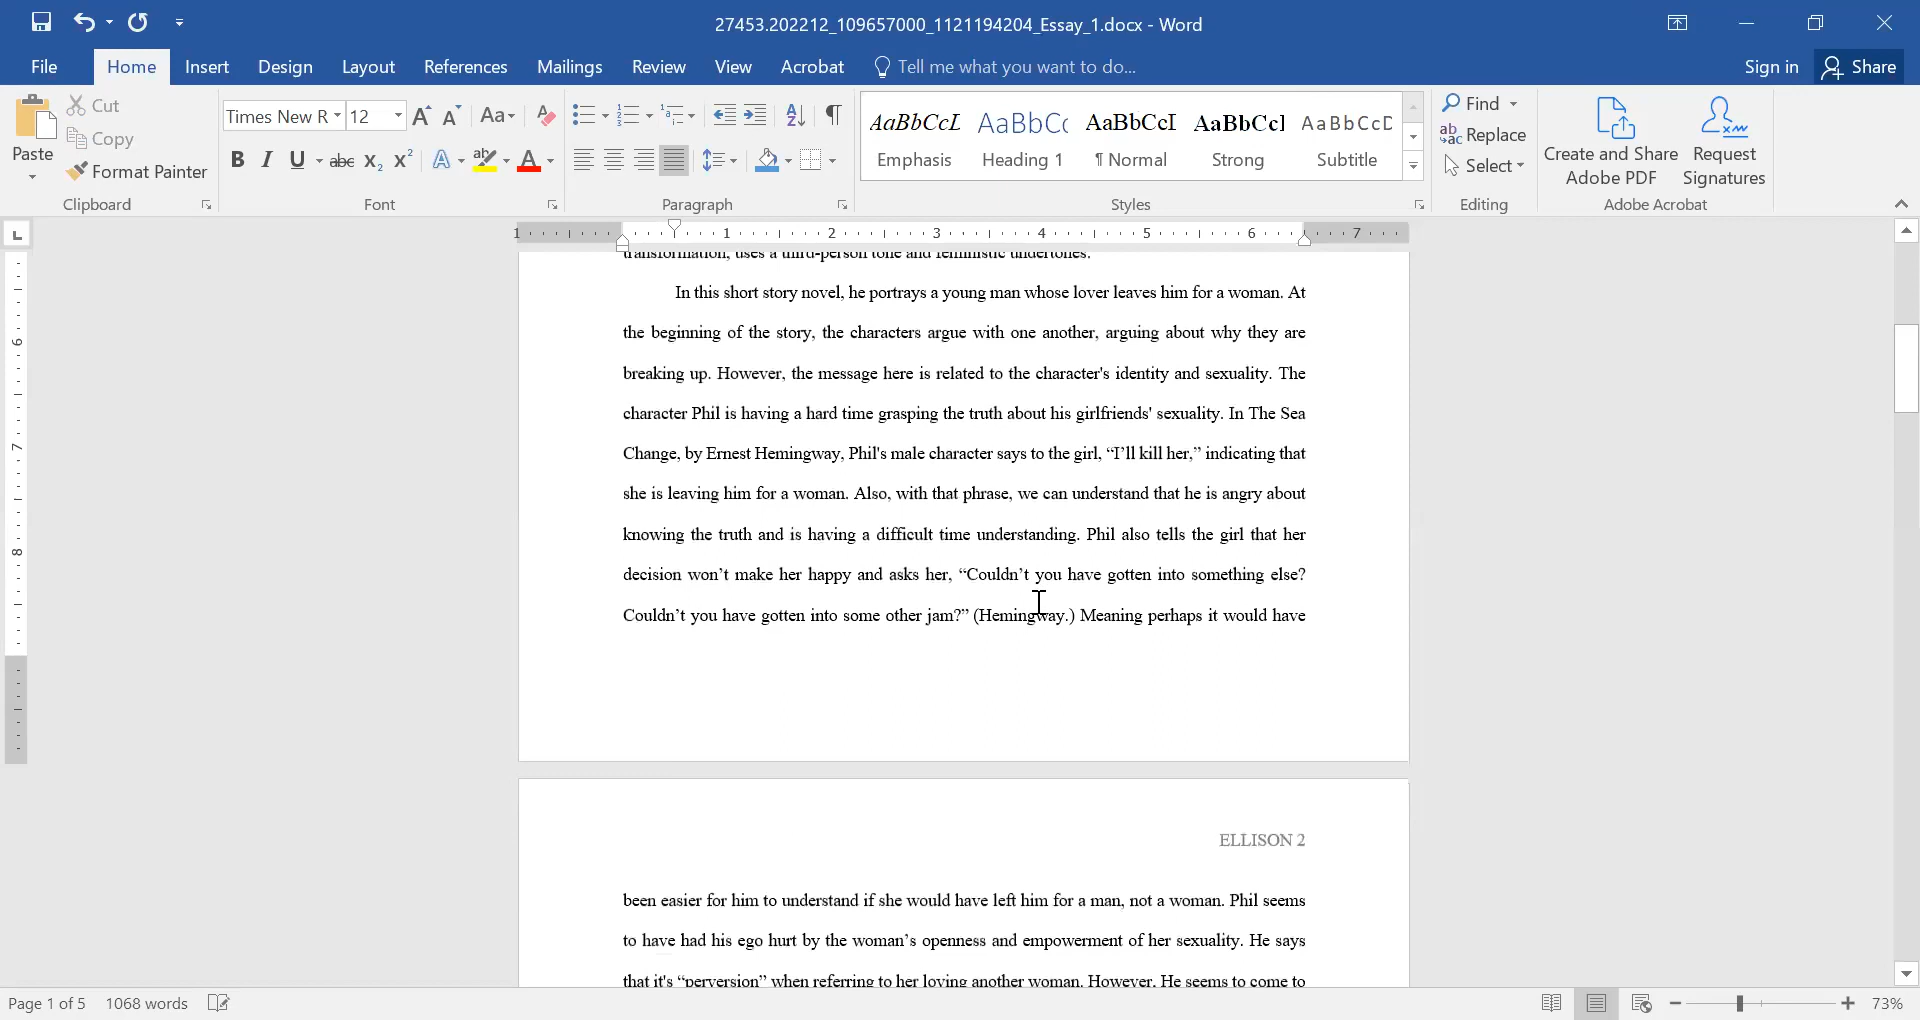 27453.202212_109657000_1121194204_Essay_1.docx - Word
File Home Insert Design Layout References Mailings Review View Acrobat Tell me what you want to do... Sign in Share
Paste
Cut
Copy
Format Painter
Clipboard
Times New R 12
Font
Paragraph
AaBbCcL AaBbCc AaBbCcI AaBbCcI AaBbCcD
Emphasis Heading 1 ¶ Normal Strong Subtitle
Styles
Find
Replace
Select
Editing
Create and Share
Adobe PDF
Request
Signatures
Adobe Acrobat
1 1 2 3 4 5 6 7
6
7
8
transformation, uses a third-person tone and feministic undertones.
In this short story novel, he portrays a young man whose lover leaves him for a woman. At
the beginning of the story, the characters argue with one another, arguing about why they are
breaking up. However, the message here is related to the character's identity and sexuality. The
character Phil is having a hard time grasping the truth about his girlfriends' sexuality. In The Sea
Change, by Ernest Hemingway, Phil's male character says to the girl, “I’ll kill her,” indicating that
she is leaving him for a woman. Also, with that phrase, we can understand that he is angry about
knowing the truth and is having a difficult time understanding. Phil also tells the girl that her
decision won’t make her happy and asks her, “Couldn’t you have gotten into something else?
Couldn’t you have gotten into some other jam?” (Hemingway.) Meaning perhaps it would have
ELLISON 2
been easier for him to understand if she would have left him for a man, not a woman. Phil seems
to have had his ego hurt by the woman’s openness and empowerment of her sexuality. He says
that it's “perversion” when referring to her loving another woman. However, He seems to come to
Page 1 of 5 1068 words 73%